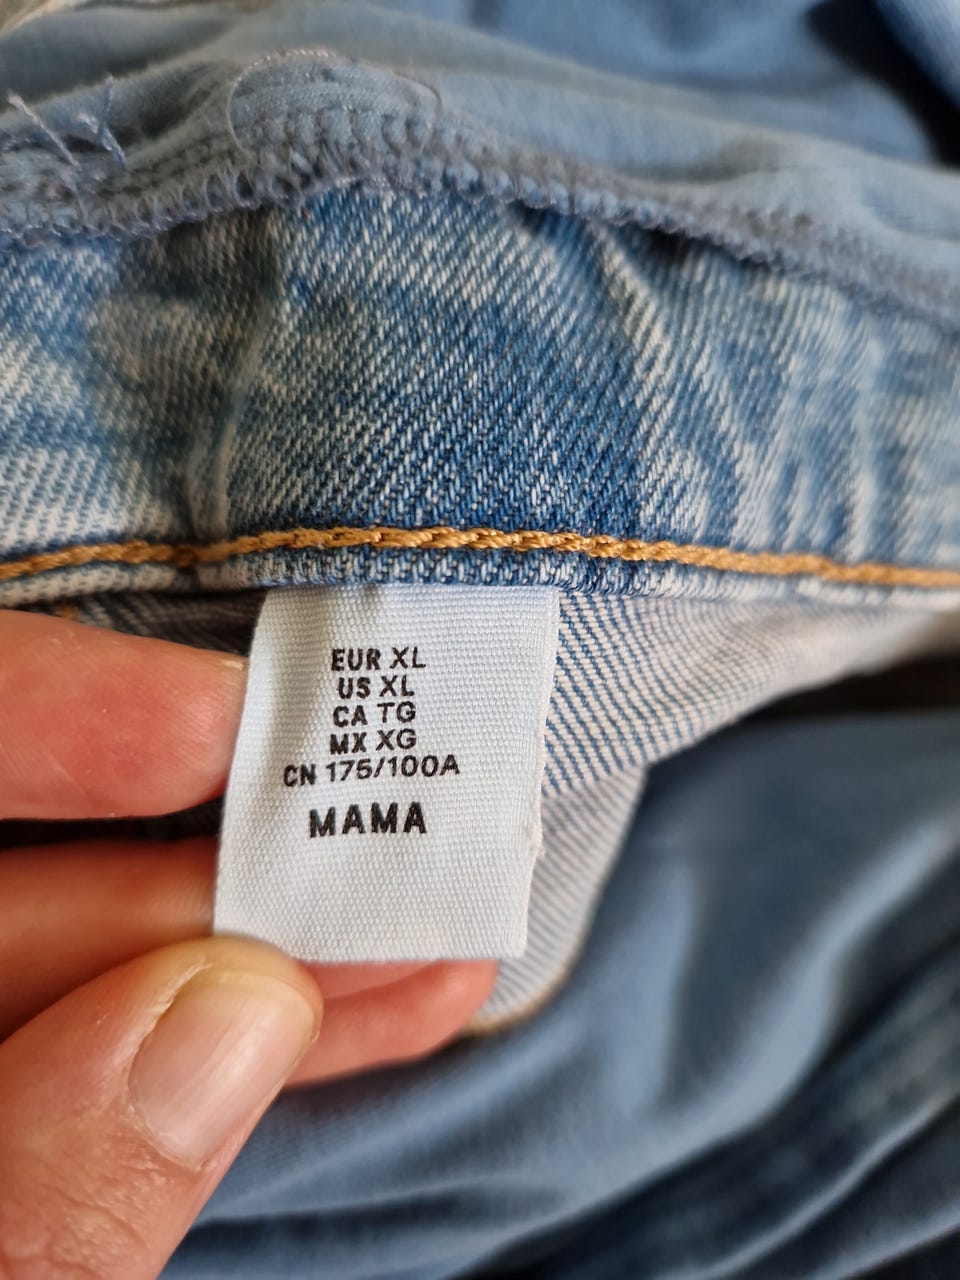 EUR XL
US XL
CA TG
MX XG
CN 175/100A
MAMA